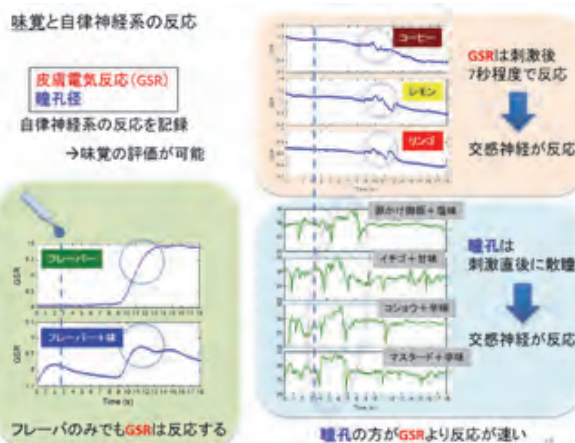 味覚と自律神経系の反応
皮膚電気反応(GSR)
瞳孔径
自律神経系の反応を記録
→味覚の評価が可能
フレーバー
GSR
フレーバー+味
GSR
Time (s)
フレーバのみでもGSRは反応する
コーヒー
レモン
リンゴ
GSRは刺激後
7秒程度で反応
交感神経が反応
イチゴ+甘味
コショウ+辛味
マスタード+辛味
Time (s)
瞳孔は
刺激直後に散瞳
交感神経が反応
瞳孔の方がGSRより反応が速い